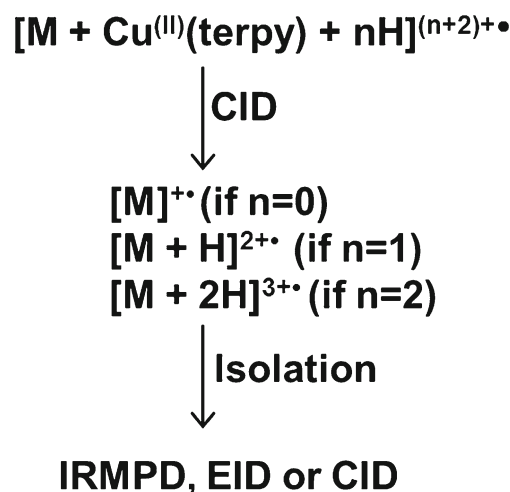 [M + Cu⁽ᴵᴵ⁾(terpy) + nH]⁽ⁿ⁺²⁾⁺•
CID
[M]⁺• (if n=0)
[M + H]²⁺• (if n=1)
[M + 2H]³⁺• (if n=2)
Isolation
IRMPD, EID or CID